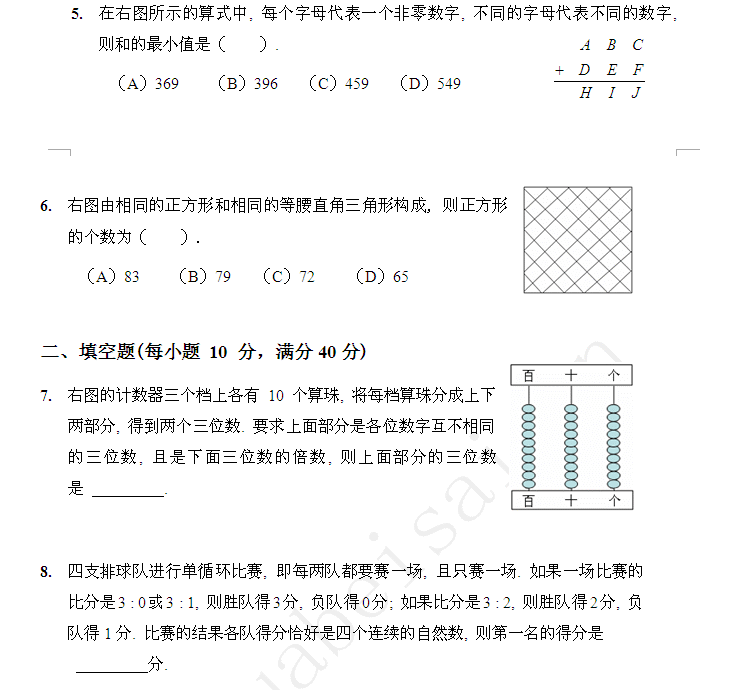 5. 在右图所示的算式中, 每个字母代表一个非零数字, 不同的字母代表不同的数字,
则和的最小值是 (  ) .
(A) 369 (B) 396 (C) 459 (D) 549
A B C
+ D E F
H I J
6. 右图由相同的正方形和相同的等腰直角三角形构成, 则正方形
的个数为 (  ) .
(A) 83 (B) 79 (C) 72 (D) 65
二、填空题(每小题 10 分，满分 40 分)
7. 右图的计数器三个档上各有 10 个算珠, 将每档算珠分成上下
两部分, 得到两个三位数. 要求上面部分是各位数字互不相同
的三位数, 且是下面三位数的倍数, 则上面部分的三位数
是 ________.
百 十 个
百 十 个
8. 四支排球队进行单循环比赛, 即每两队都要赛一场, 且只赛一场. 如果一场比赛的
比分是 3 : 0 或 3 : 1, 则胜队得 3 分, 负队得 0 分; 如果比分是 3 : 2, 则胜队得 2 分, 负
队得 1 分. 比赛的结果各队得分恰好是四个连续的自然数, 则第一名的得分是
________分.